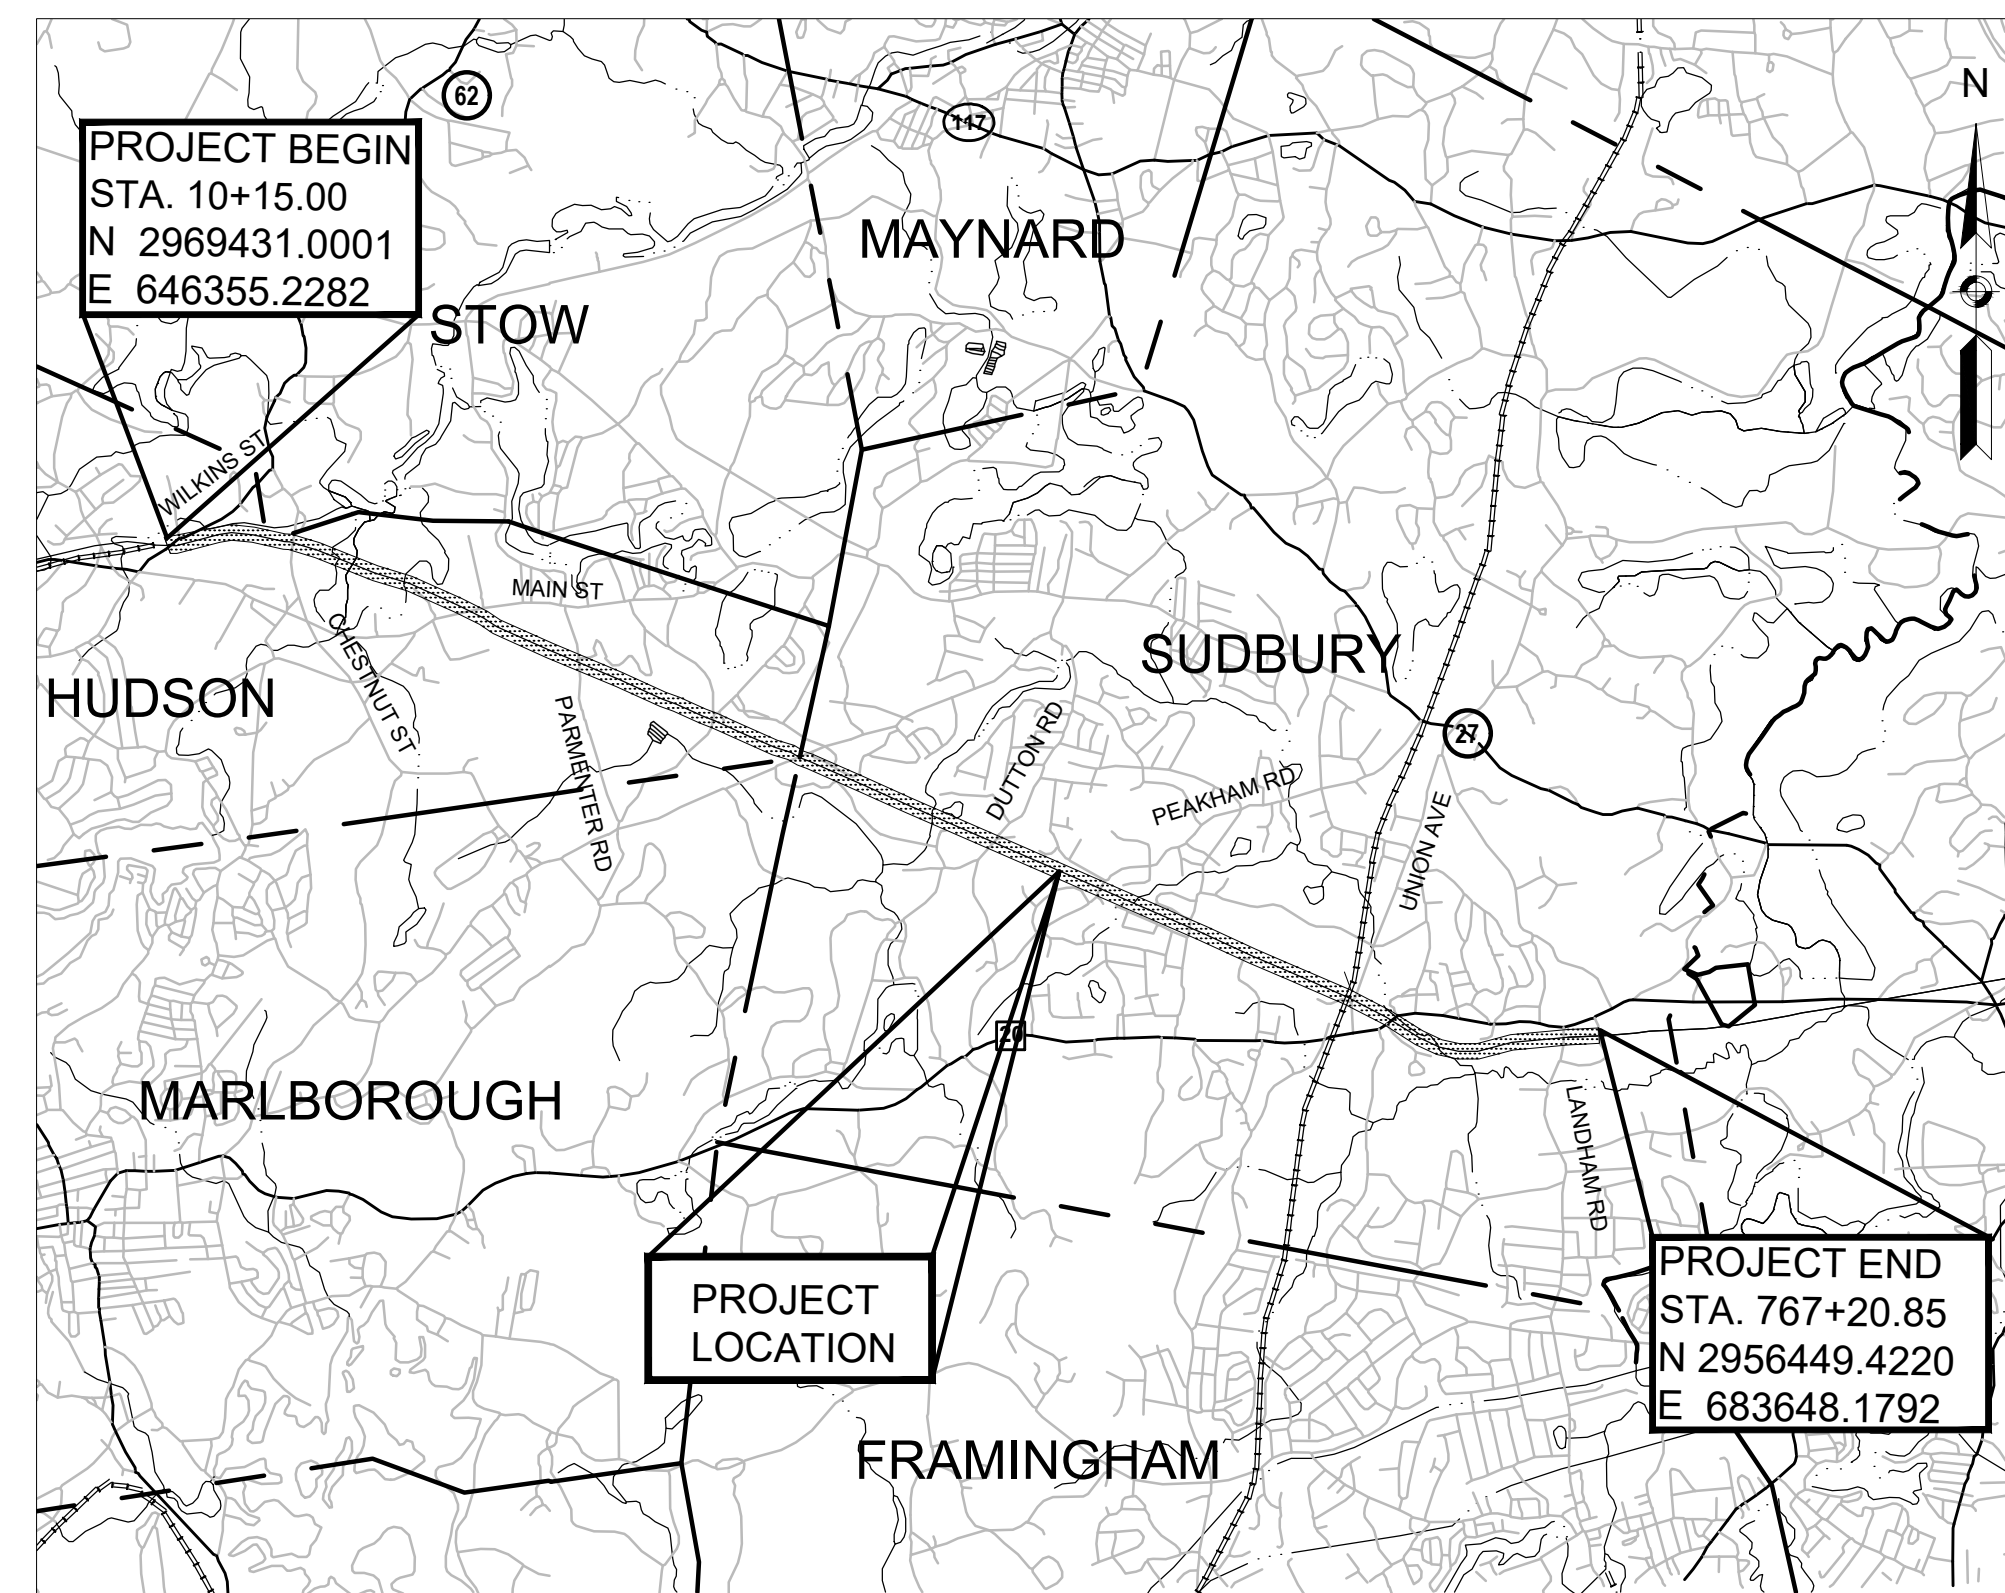 62
117
N
PROJECT BEGIN
STA. 10+15.00
N 2969431.0001
E 646355.2282
MAYNARD
STOW
WILKINS ST
MAIN ST
CHESTNUT ST
HUDSON
PARMENTER RD
SUDBURY
DUTTON RD
PEAKHAM RD
27
UNION AVE
20
MARLBOROUGH
LANDHAM RD
PROJECT
LOCATION
PROJECT END
STA. 767+20.85
N 2956449.4220
E 683648.1792
FRAMINGHAM